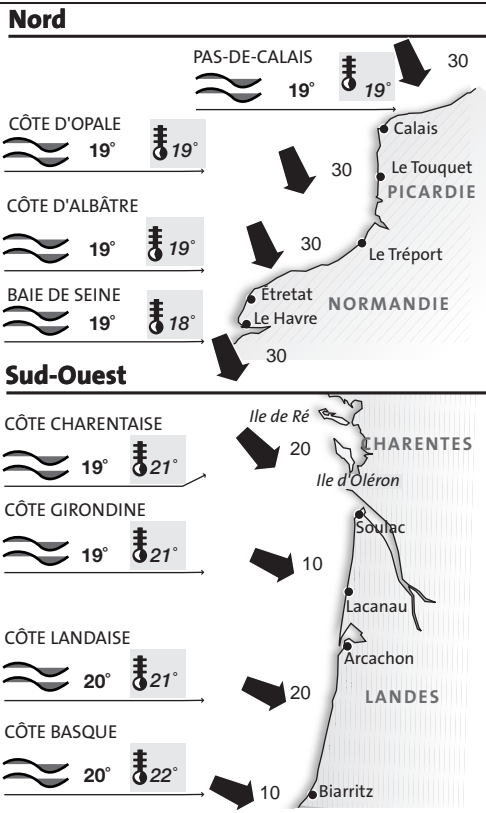 Nord
PAS-DE-CALAIS
19°
19°
30
CÔTE D'OPALE
19°
19°
Calais
30
Le Touquet
PICARDIE
CÔTE D'ALBÂTRE
19°
19°
30
Le Tréport
BAIE DE SEINE
19°
18°
Étretat
NORMANDIE
Le Havre
30
Sud-Ouest
CÔTE CHARENTAISE
19°
21°
Ile de Ré
20
CHARENTES
Ile d'Oléron
CÔTE GIRONDINE
19°
21°
Soulac
10
Lacanau
CÔTE LANDAISE
20°
21°
Arcachon
20
LANDES
CÔTE BASQUE
20°
22°
10
Biarritz